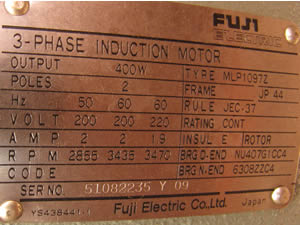 FUJI
ELECTRIC
3-PHASE INDUCTION MOTOR
OUTPUT 400W TYPE MLP1097Z
POLES 2 FRAME JP 44
Hz 50 60 60 RULE JEC-37
VOLT 200 200 220 RATING CONT
AMP 2 2 1.9 INSUL E ROTOR
RPM 2855 3435 3470 BRG D-END NU407G1CC4
CODE BRG N-END 6308ZZC4
SER NO. 51082235 Y 09
YS438441-1 Fuji Electric Co., Ltd. Japan